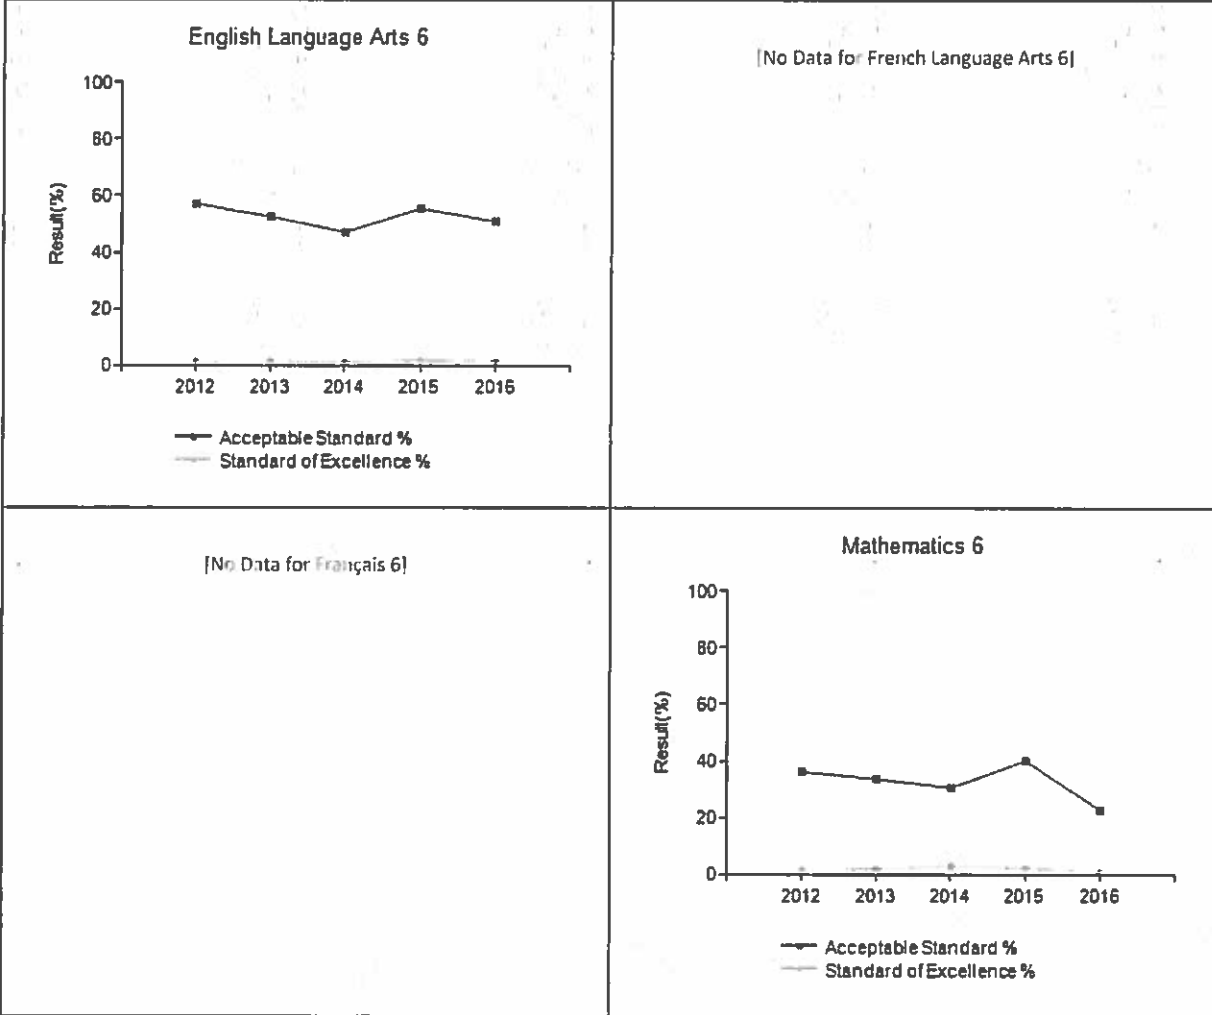 English Language Arts 6
100
80
60
40
20
0
Result(%)
2012 2013 2014 2015 2016
Acceptable Standard %
Standard of Excellence %
[No Data for French Language Arts 6]
[No Data for Français 6]
Mathematics 6
100
80
60
40
20
0
Result(%)
2012 2013 2014 2015 2016
Acceptable Standard %
Standard of Excellence %